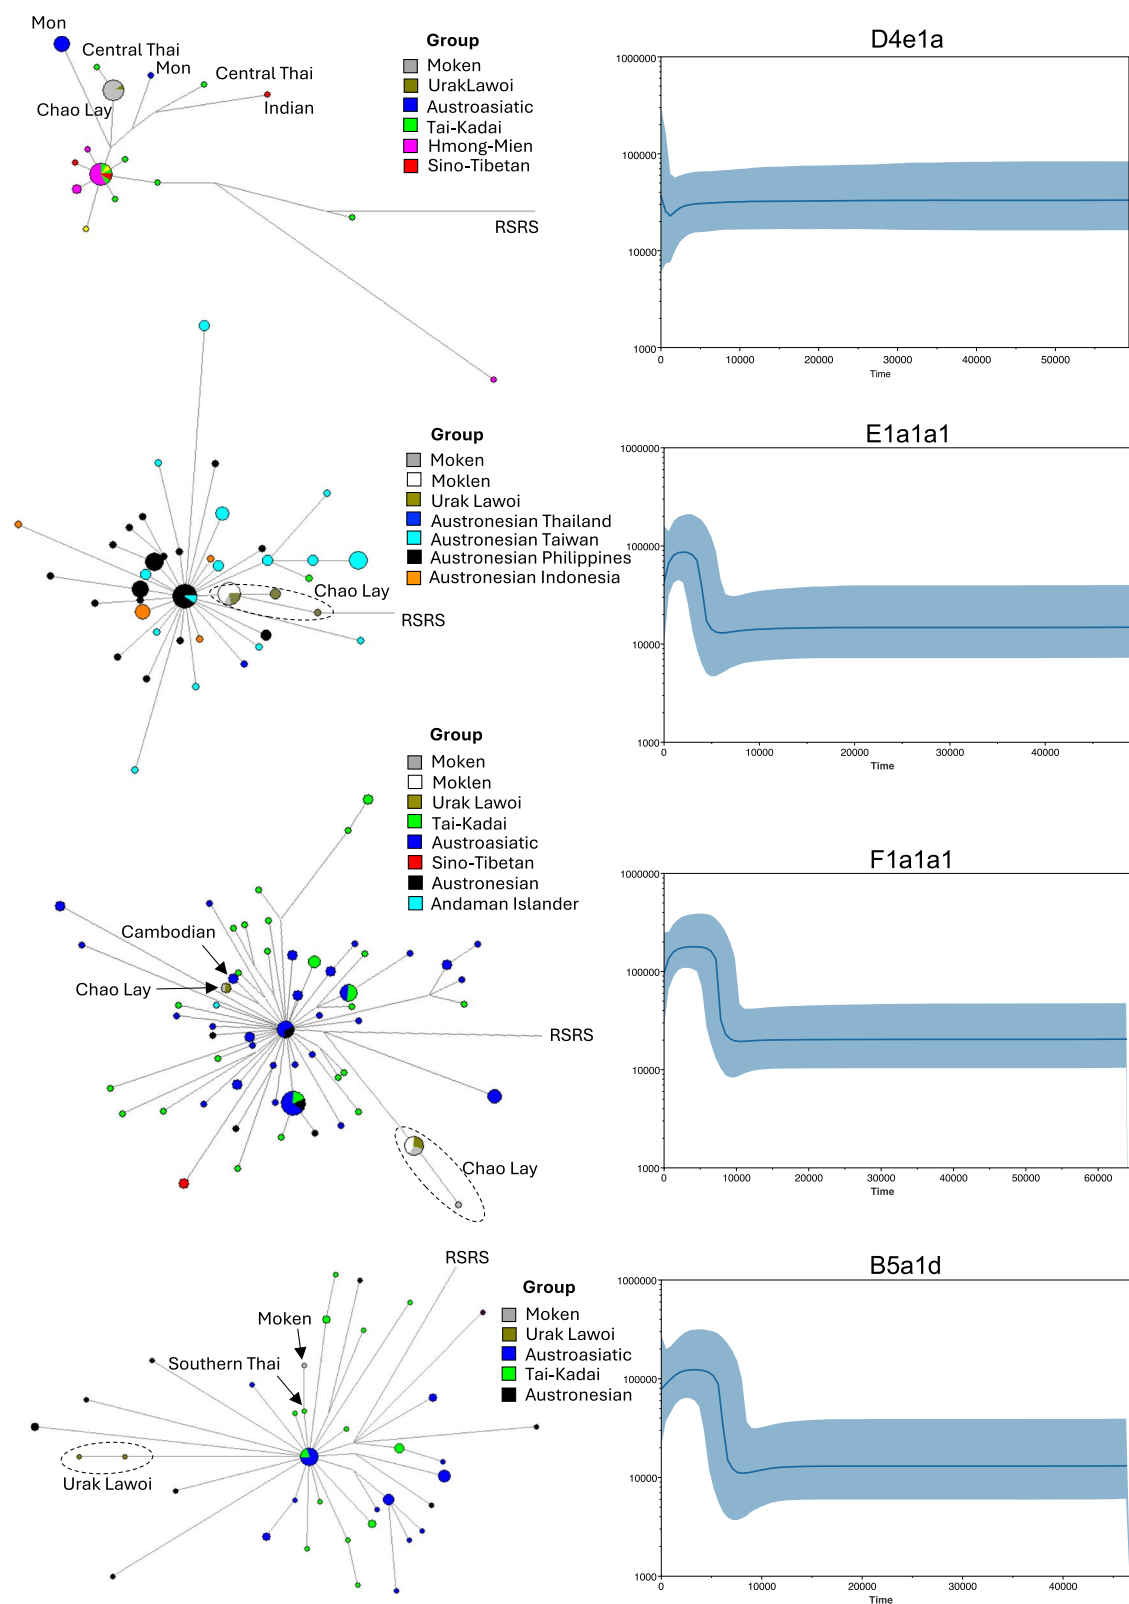 Mon
Central Thai
Mon
Central Thai
Chao Lay
Indian
RSRS
Group
Moken
UrakLawoi
Austroasiatic
Tai-Kadai
Hmong-Mien
Sino-Tibetan
D4e1a
1000000
100000
10000
1000
0
10000
20000
30000
40000
50000
Time
Group
Moken
Moklen
Urak Lawoi
Austronesian Thailand
Austronesian Taiwan
Austronesian Philippines
Austronesian Indonesia
Chao Lay
RSRS
E1a1a1
1000000
100000
10000
1000
0
10000
20000
30000
40000
Time
Group
Moken
Moklen
Urak Lawoi
Tai-Kadai
Austroasiatic
Sino-Tibetan
Austronesian
Andaman Islander
Cambodian
Chao Lay
RSRS
Chao Lay
F1a1a1
1000000
100000
10000
1000
0
10000
20000
30000
40000
50000
60000
Time
RSRS
Group
Moken
Urak Lawoi
Austroasiatic
Tai-Kadai
Austronesian
Moken
Southern Thai
Urak Lawoi
B5a1d
1000000
100000
10000
1000
0
10000
20000
30000
40000
Time